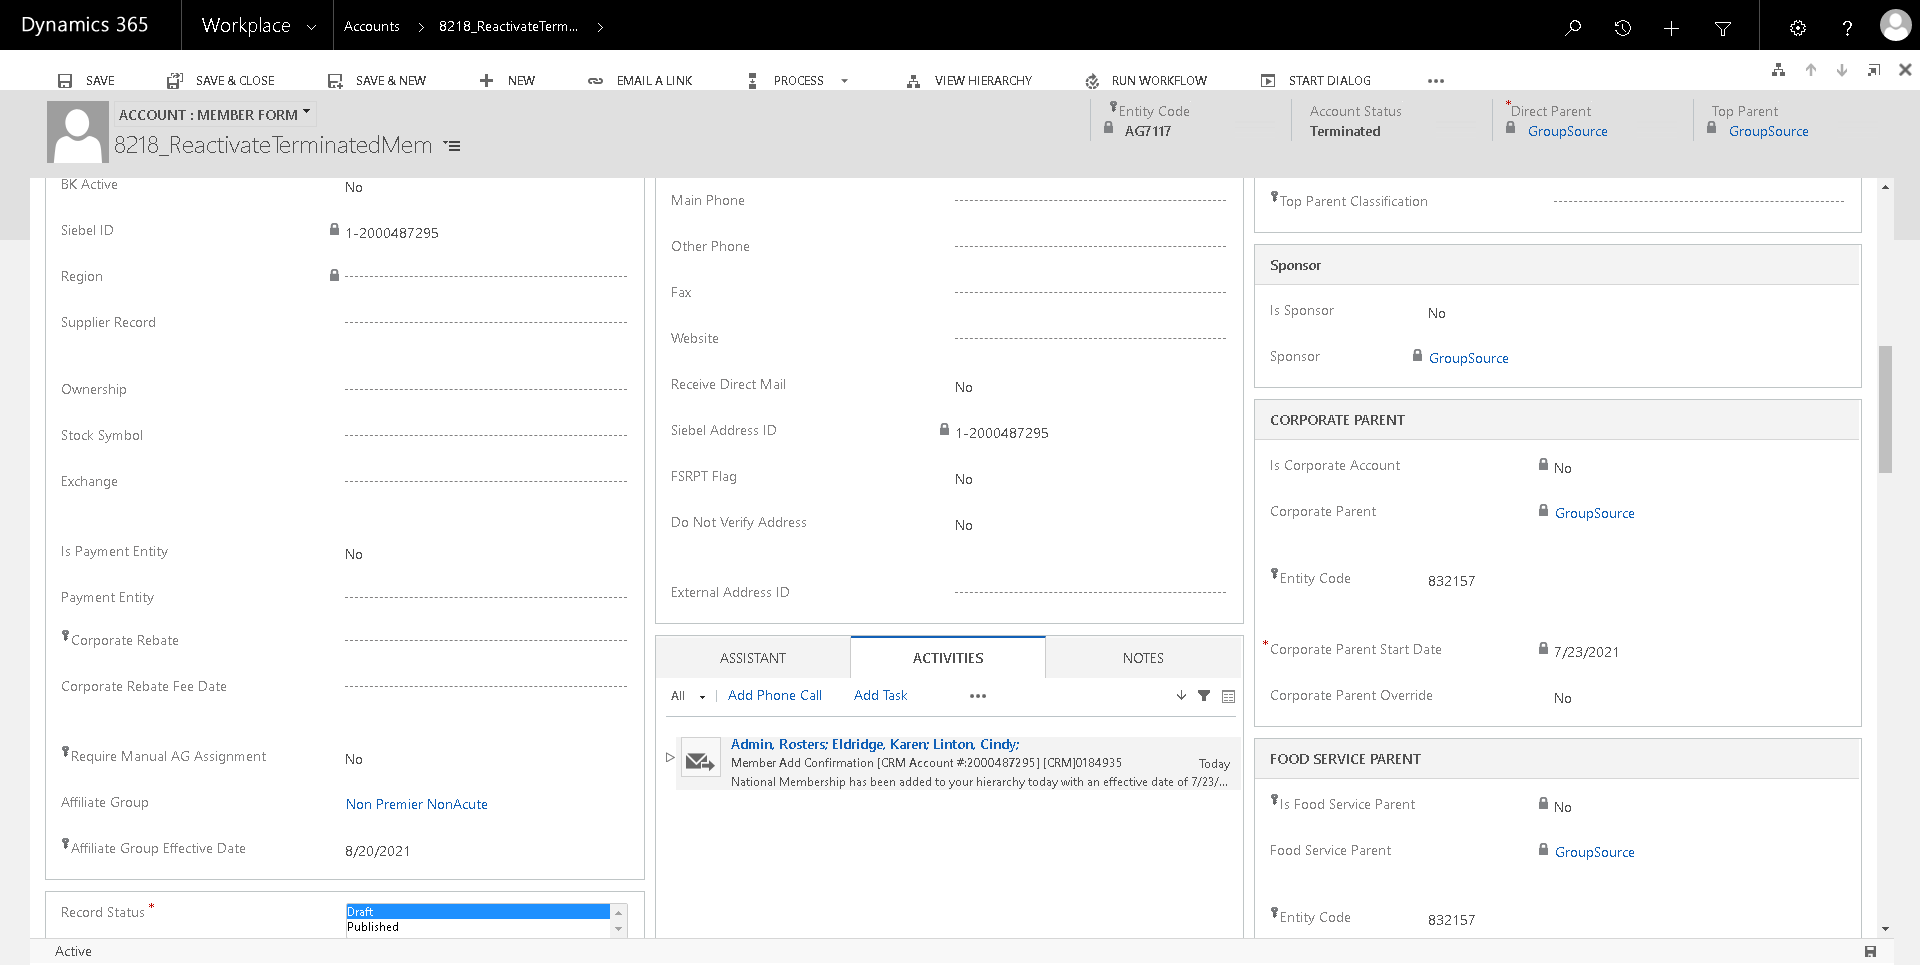 Dynamics 365
Workplace
Accounts
8218_ReactivateTerm...
SAVE
SAVE & CLOSE
SAVE & NEW
NEW
EMAIL A LINK
PROCESS
VIEW HIERARCHY
RUN WORKFLOW
START DIALOG
ACCOUNT : MEMBER FORM
8218_ReactivateTerminatedMem
Entity Code
AG7117
Account Status
Terminated
*Direct Parent
GroupSource
Top Parent
GroupSource
BK Active
No
Siebel ID
1-2000487295
Region
Supplier Record
Ownership
Stock Symbol
Exchange
Is Payment Entity
No
Payment Entity
Corporate Rebate
Corporate Rebate Fee Date
Require Manual AG Assignment
No
Affiliate Group
Non Premier NonAcute
Affiliate Group Effective Date
8/20/2021
Record Status *
Draft
Published
Main Phone
Other Phone
Fax
Website
Receive Direct Mail
No
Siebel Address ID
1-2000487295
FSRPT Flag
No
Do Not Verify Address
No
External Address ID
ASSISTANT
ACTIVITIES
NOTES
All
Add Phone Call
Add Task
Admin, Rosters; Eldridge, Karen; Linton, Cindy;
Member Add Confirmation [CRM Account #:2000487295] [CRM]0184935
Today
National Membership has been added to your hierarchy today with an effective date of 7/23/...
Top Parent Classification
Sponsor
Is Sponsor
No
Sponsor
GroupSource
CORPORATE PARENT
Is Corporate Account
No
Corporate Parent
GroupSource
Entity Code
832157
*Corporate Parent Start Date
7/23/2021
Corporate Parent Override
No
FOOD SERVICE PARENT
Is Food Service Parent
No
Food Service Parent
GroupSource
Entity Code
832157
Active